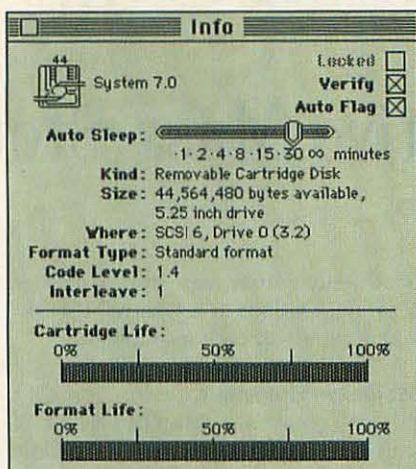 Info
44
System 7.0
Locked
Verify
Auto Flag
Auto Sleep:
·1·2·4·8·15·30 ∞ minutes
Kind: Removable Cartridge Disk
Size: 44,564,480 bytes available,
5.25 inch drive
Where: SCSI 6, Drive 0 (3.2)
Format Type: Standard format
Code Level: 1.4
Interleave: 1
Cartridge Life:
0% 50% 100%
Format Life:
0% 50% 100%